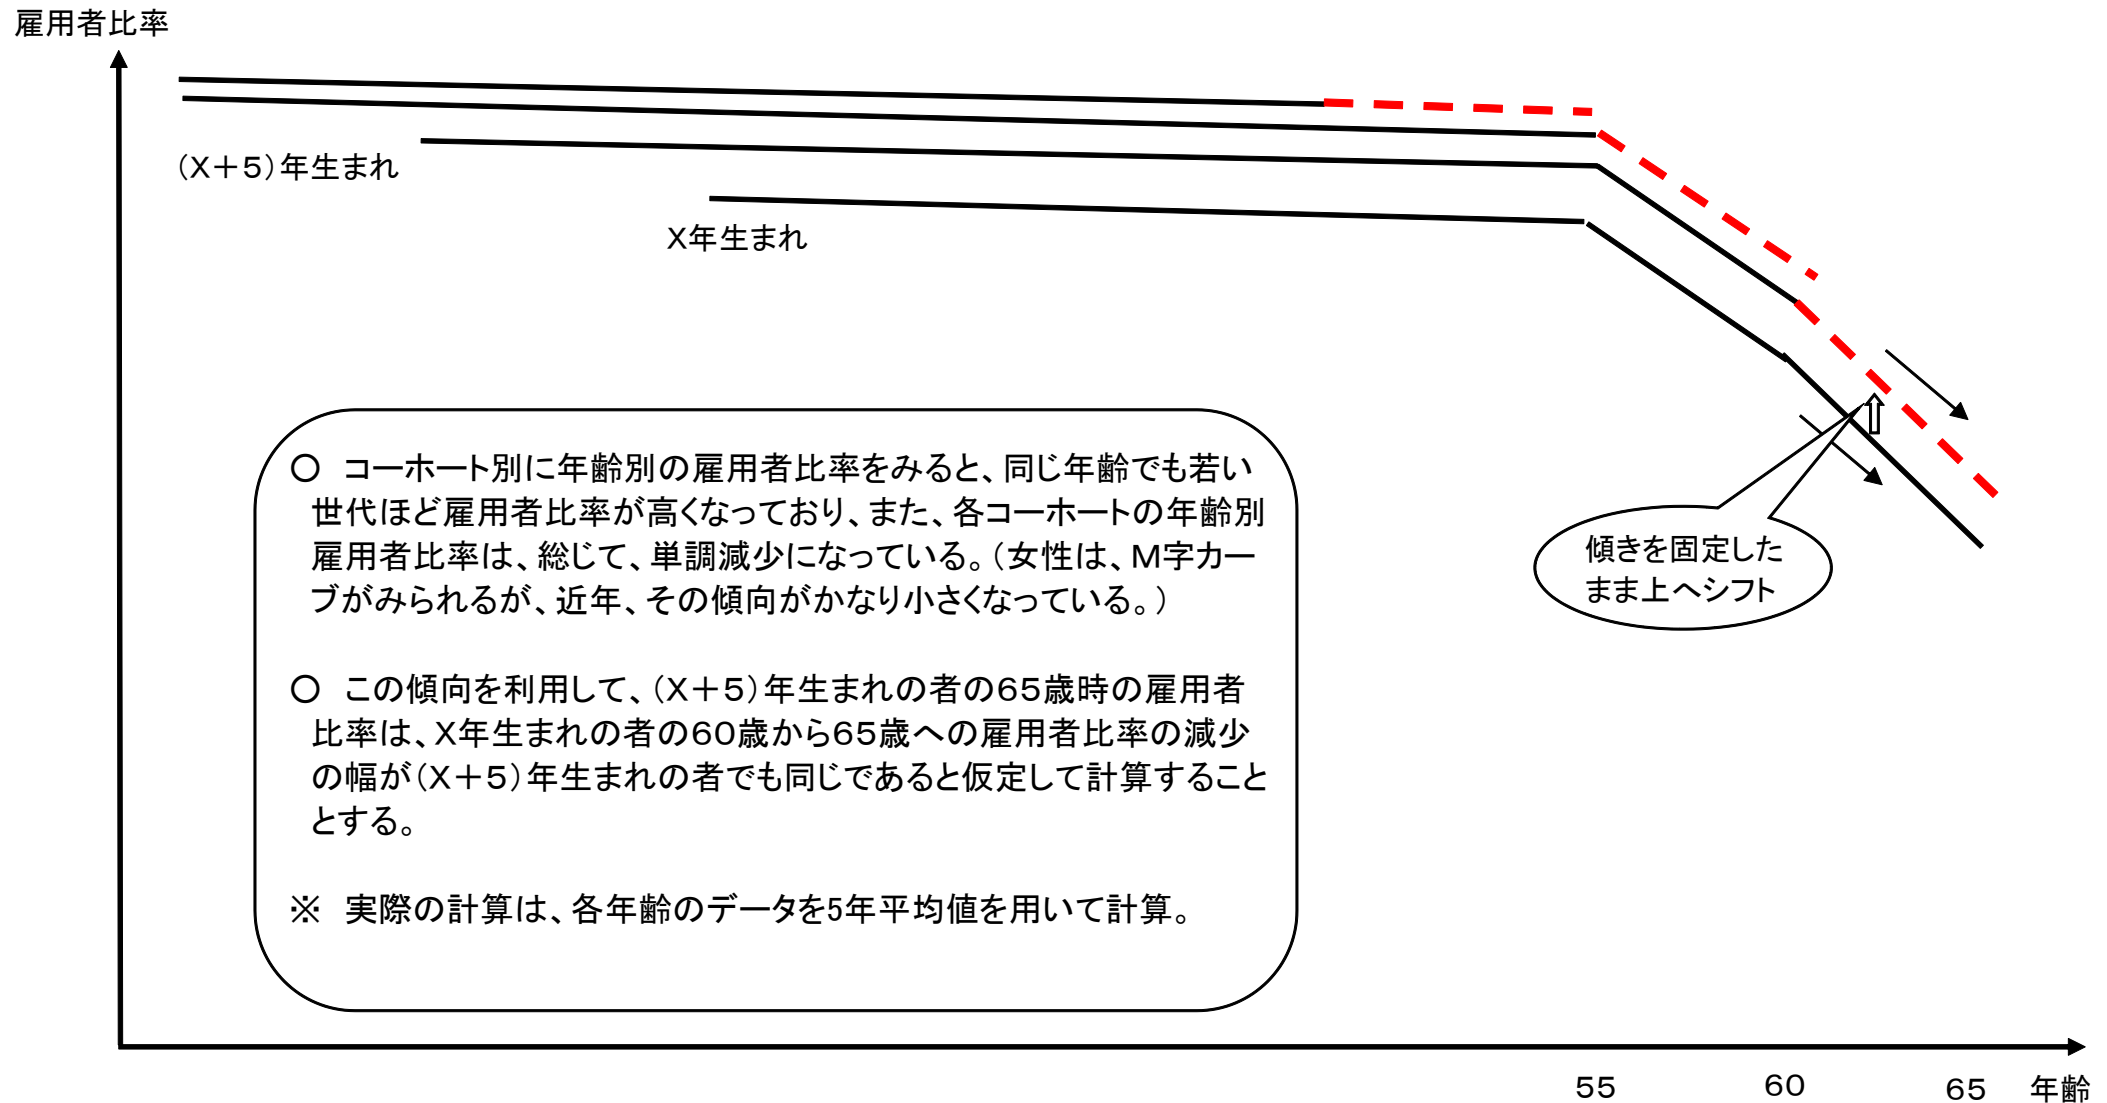 雇用者比率
(X+5)年生まれ
X年生まれ
○ コーホート別に年齢別の雇用者比率をみると、同じ年齢でも若い
世代ほど雇用者比率が高くなっており、また、各コーホートの年齢別
雇用者比率は、総じて、単調減少になっている。(女性は、M字カー
ブがみられるが、近年、その傾向がかなり小さくなっている。)
○ この傾向を利用して、(X+5)年生まれの者の65歳時の雇用者
比率は、X年生まれの者の60歳から65歳への雇用者比率の減少
の幅が(X+5)年生まれの者でも同じであると仮定して計算すること
とする。
※ 実際の計算は、各年齢のデータを5年平均値を用いて計算。
傾きを固定した
まま上へシフト
55 60 65 年齢